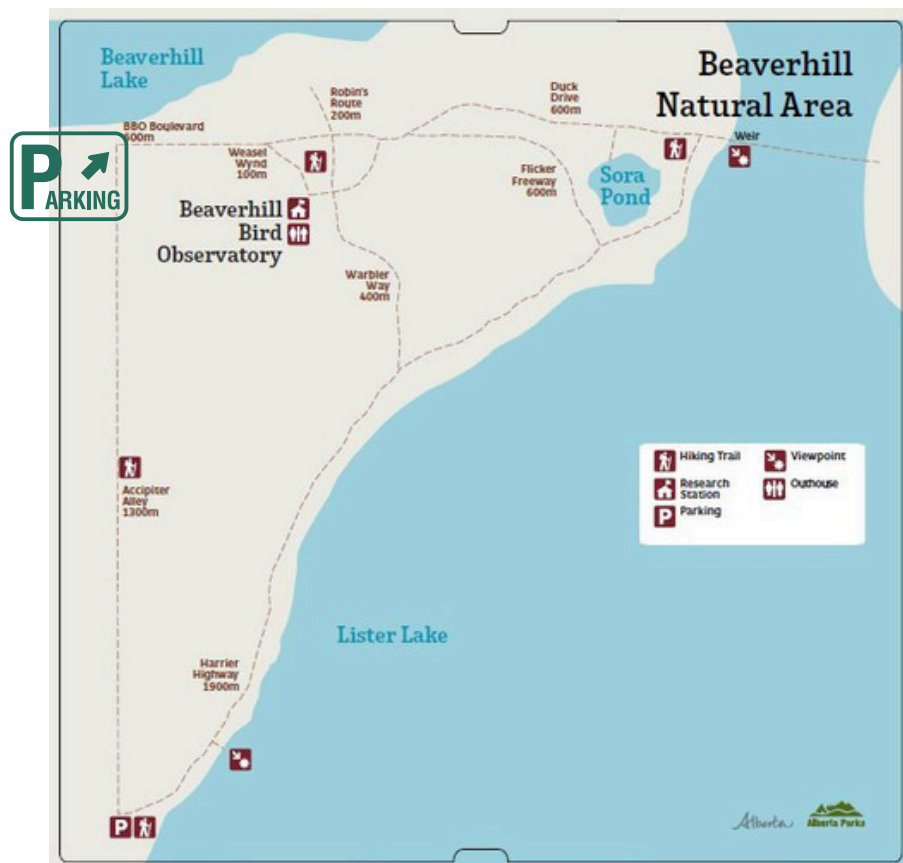 Beaverhill
Lake
Beaverhill
Natural Area
Robin's
Route
200m
Duck
Drive
600m
BBO Boulevard
600m
Weir
PARKING
Weasel
Wynd
100m
Flicker
Freeway
600m
Sora
Pond
Beaverhill
Bird
Observatory
Warbler
Way
400m
Hiking Trail
Viewpoint
Research
Station
Outhouse
P Parking
Accipiter
Alley
1300m
Lister Lake
Harrier
Highway
1900m
P
Alberta
Alberta Parks